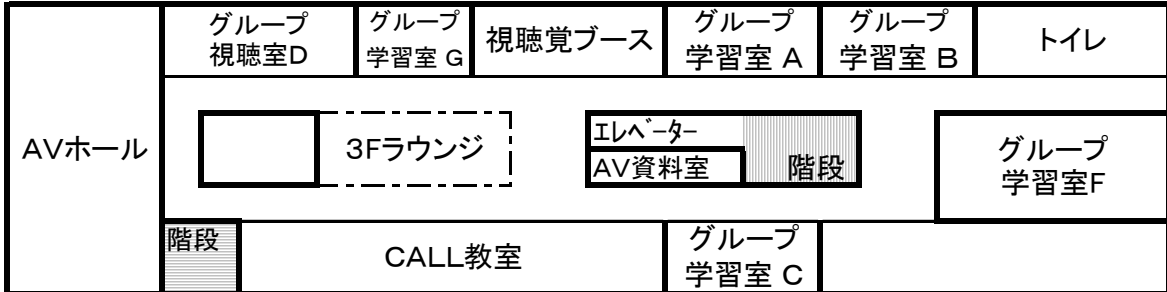 グループ
視聴室D
グループ
学習室 G
視聴覚ブース
グループ
学習室 A
グループ
学習室 B
トイレ
AVホール
3Fラウンジ
エレベーター
AV資料室
階段
グループ
学習室F
階段
CALL教室
グループ
学習室 C